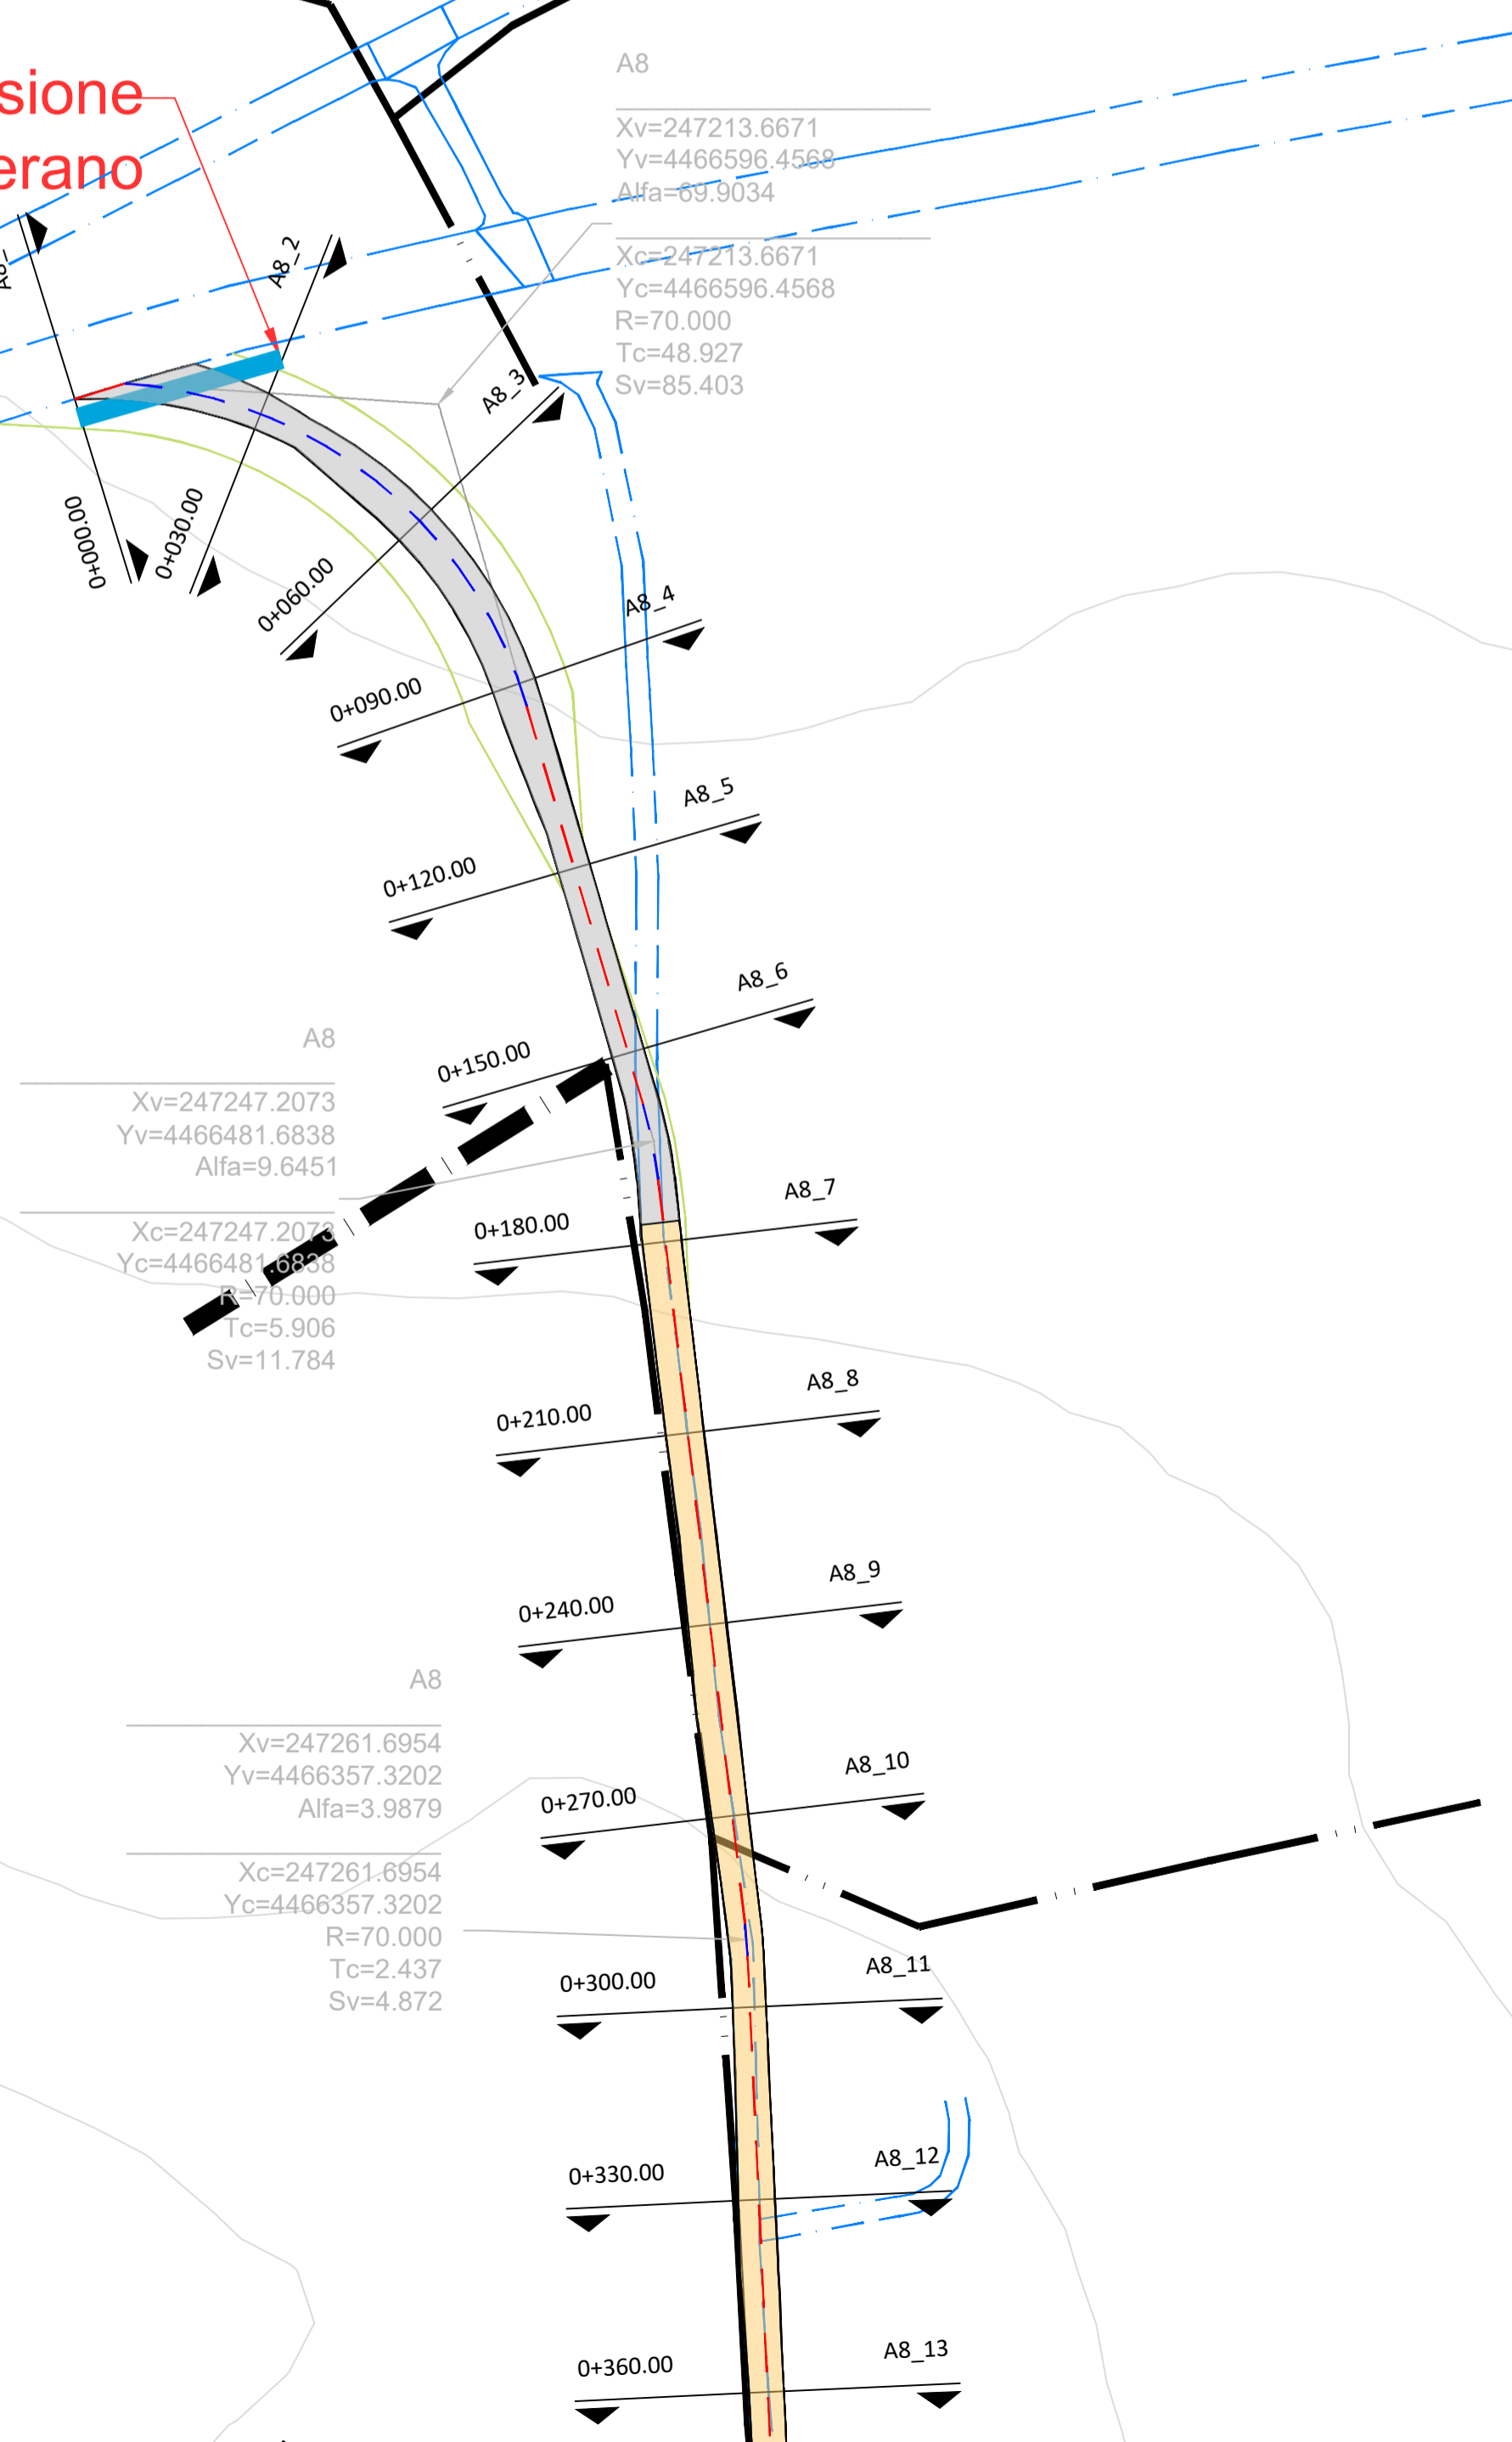 sione
erano
A8
Xv=247213.6671
Yv=4466596.4568
Alfa=69.9034
Xc=247213.6671
Yc=4466596.4568
R=70.000
Tc=48.927
Sv=85.403
A8_2
A8_3
0+000.00
0+030.00
0+060.00
A8_4
0+090.00
A8_5
0+120.00
A8_6
0+150.00
A8
Xv=247247.2073
Yv=4466481.6838
Alfa=9.6451
Xc=247247.2073
Yc=4466481.6838
R=70.000
Tc=5.906
Sv=11.784
A8_7
0+180.00
A8_8
0+210.00
A8_9
0+240.00
A8
Xv=247261.6954
Yv=4466357.3202
Alfa=3.9879
Xc=247261.6954
Yc=4466357.3202
R=70.000
Tc=2.437
Sv=4.872
A8_10
0+270.00
A8_11
0+300.00
A8_12
0+330.00
A8_13
0+360.00